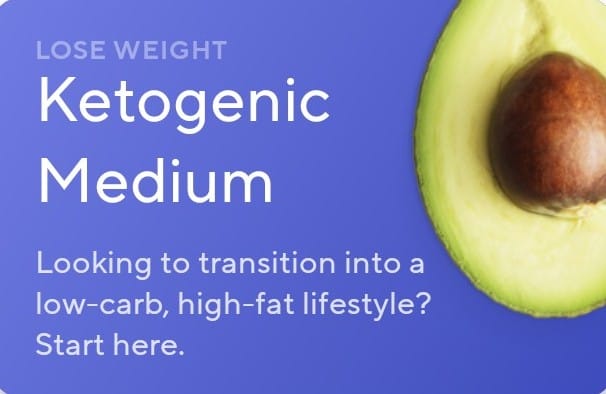 LOSE WEIGHT
Ketogenic
Medium
Looking to transition into a
low-carb, high-fat lifestyle?
Start here.